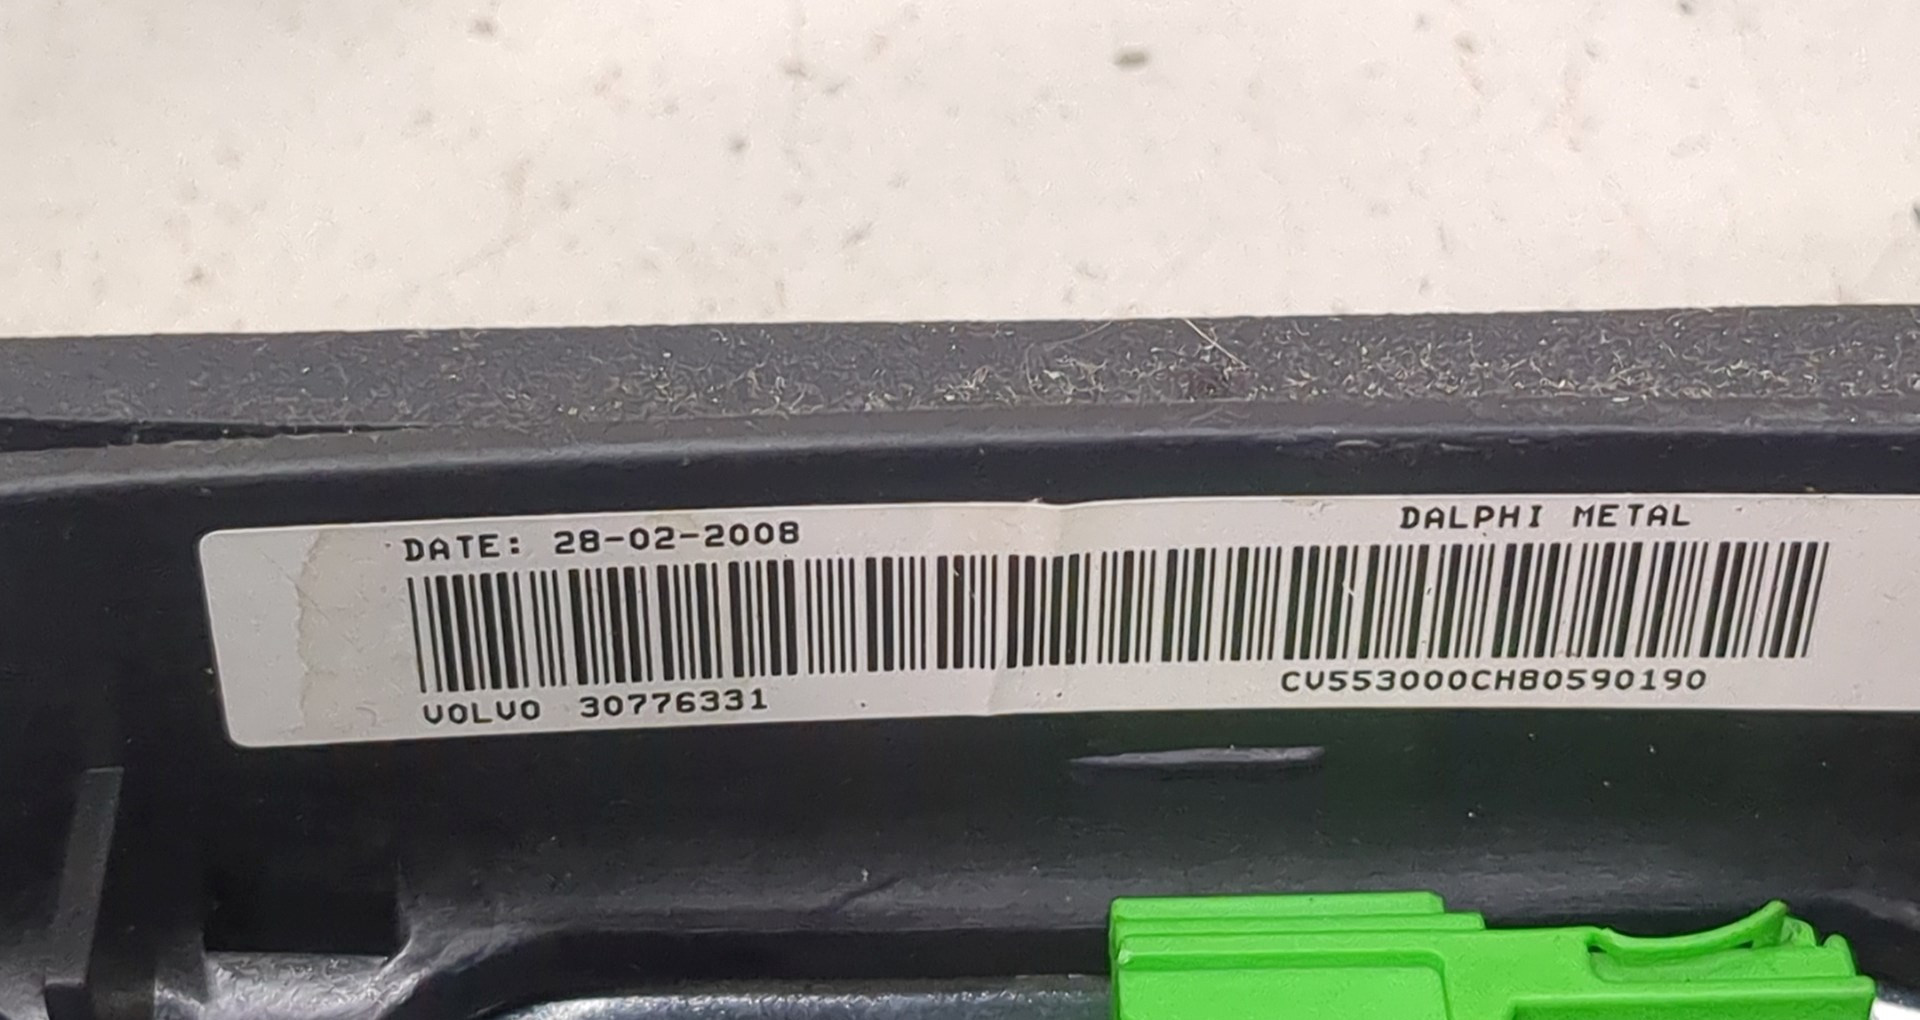 DATE: 28-02-2008
DALPHI METAL
VOLVO 30776331
CV553000CH80590190